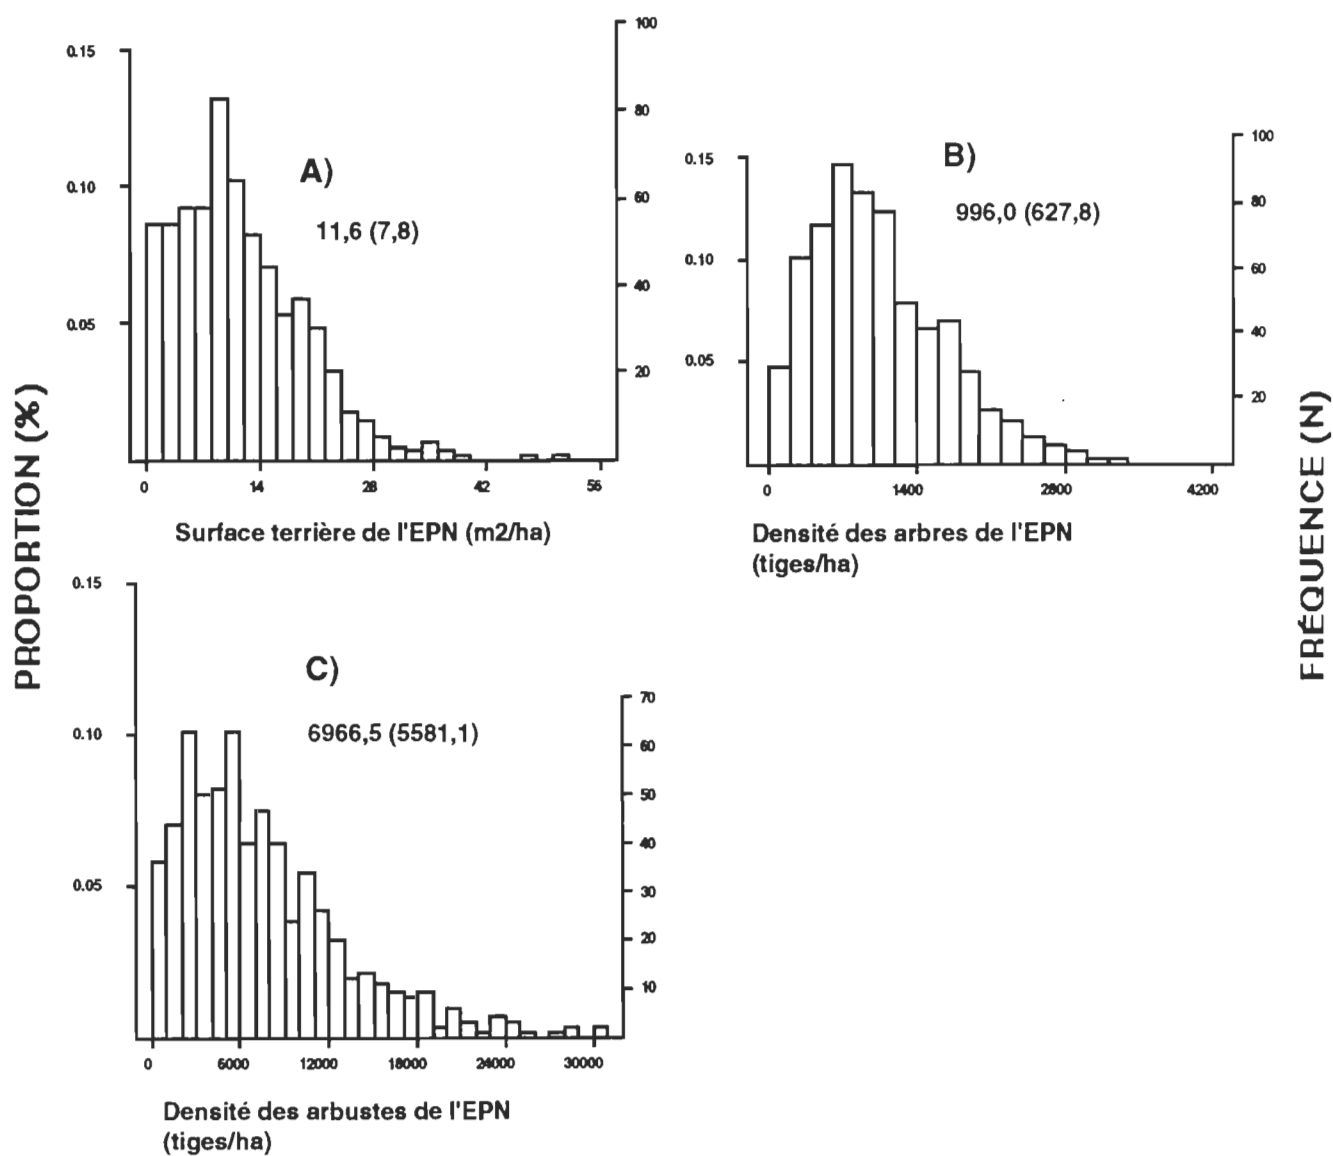 PROPORTION (%)
FRÉQUENCE (N)
A)
11,6 (7,8)
0.15
0.10
0.05
100
80
60
40
20
0 14 28 42 56
Surface terrière de l'EPN (m2/ha)
B)
996,0 (627,8)
0.15
0.10
0.05
100
80
60
40
20
0 1400 2800 4200
Densité des arbres de l'EPN
(tiges/ha)
C)
6966,5 (5581,1)
0.15
0.10
0.05
70
60
50
40
30
20
10
0 6000 12000 18000 24000 30000
Densité des arbustes de l'EPN
(tiges/ha)